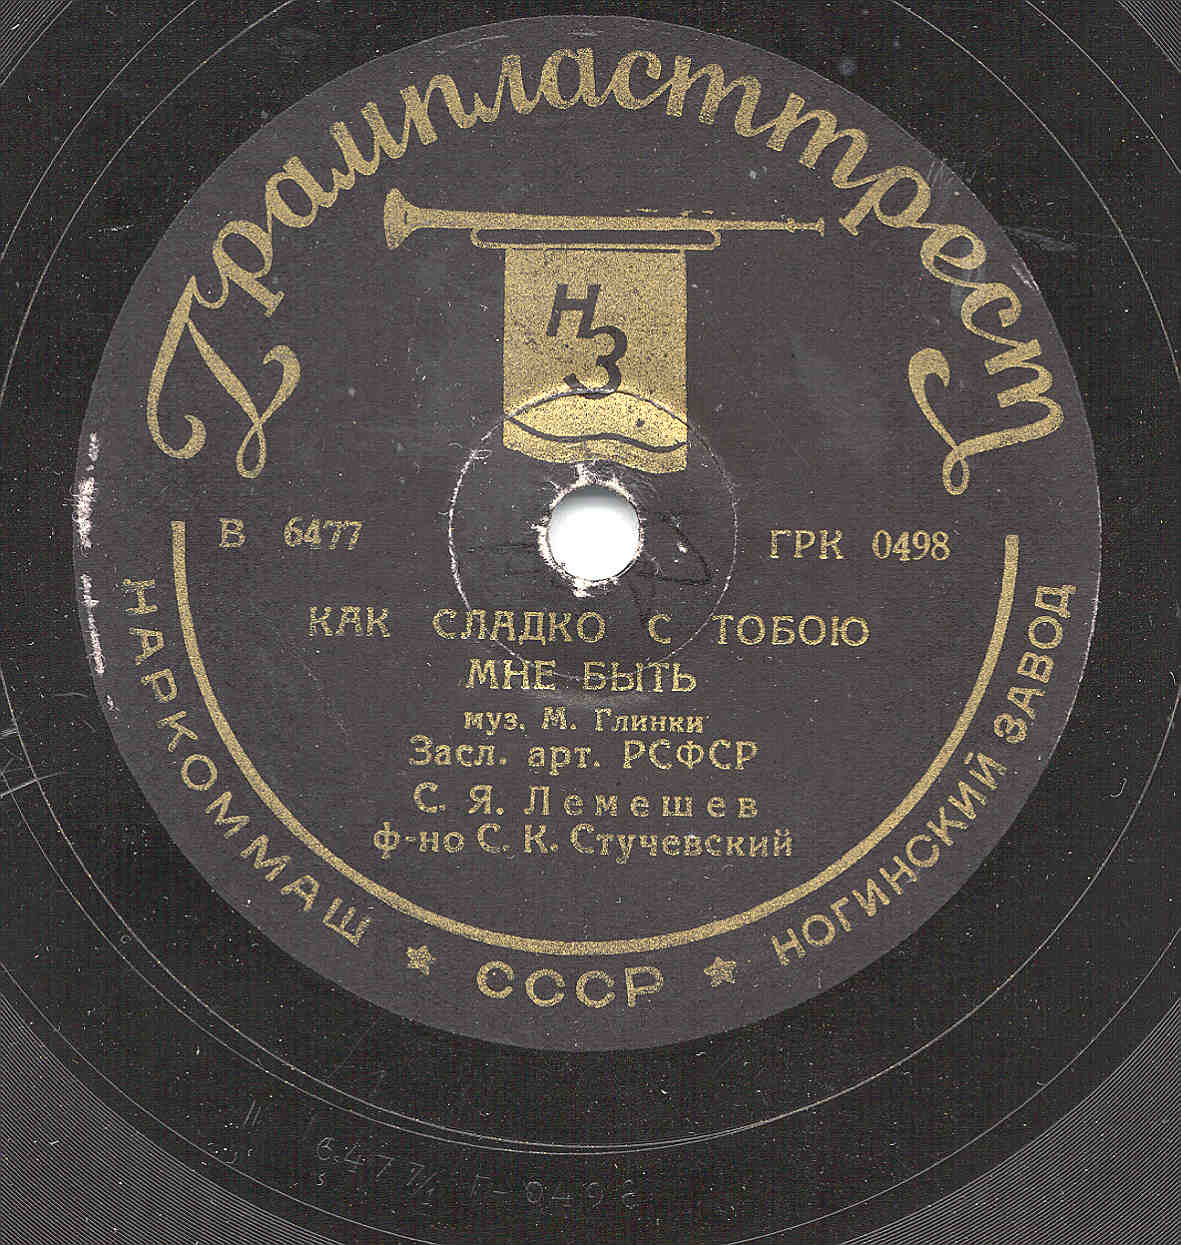 Грампласттрест
НЗ
В 6477
ГРК 0498
КАК СЛАДКО С ТОБОЮ
МНЕ БЫТЬ
муз. М. Глинки
Засл. арт. РСФСР
С. Я. Лемешев
ф-но С. К. Стучевский
НАРКОММАШ ★ СССР ★ НОГИНСКИЙ ЗАВОД